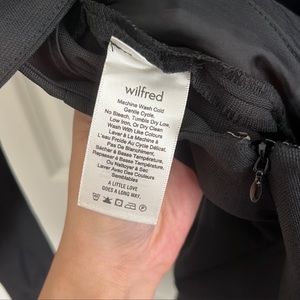 wilfred
Machine Wash Cold
Gentle Cycle,
No Bleach, Tumble Dry Low,
Low Iron, Or Dry Clean
Wash With Like Colours
Laver À La Machine À
L'eau Froide Au Cycle Délicat,
Pas De Blanchiment,
Sécher À Basse Température,
Repasser À Basse Température
Ou Nettoyer À Sec
Laver Avec Des Couleurs
Semblables
A LITTLE LOVE
GOES A LONG WAY.